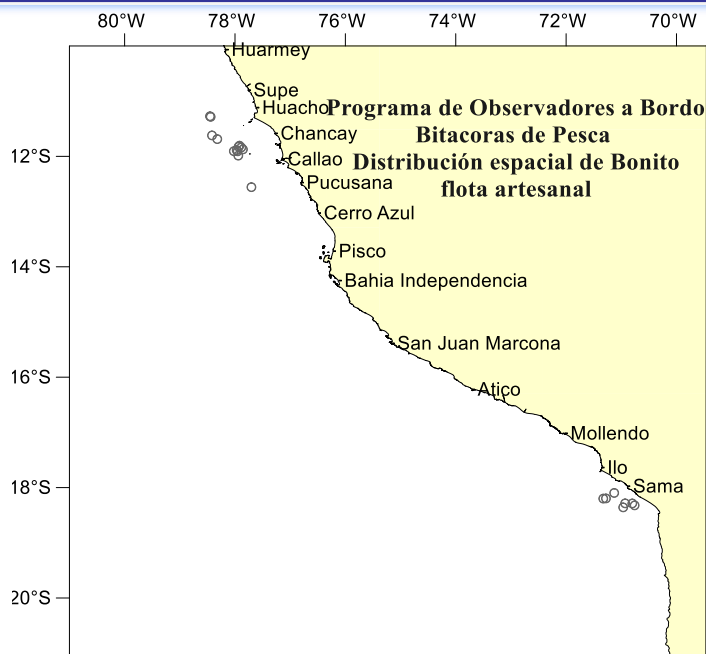 80°W 78°W 76°W 74°W 72°W 70°W
Huarmey
Supe
Huacho
Programa de Observadores a Bordo
Chancay
Bitacoras de Pesca
12°S
Callao
Distribución espacial de Bonito
Pucusana
flota artesanal
Cerro Azul
Pisco
14°S
Bahia Independencia
San Juan Marcona
16°S
Atico
Mollendo
Ilo
18°S
Sama
20°S